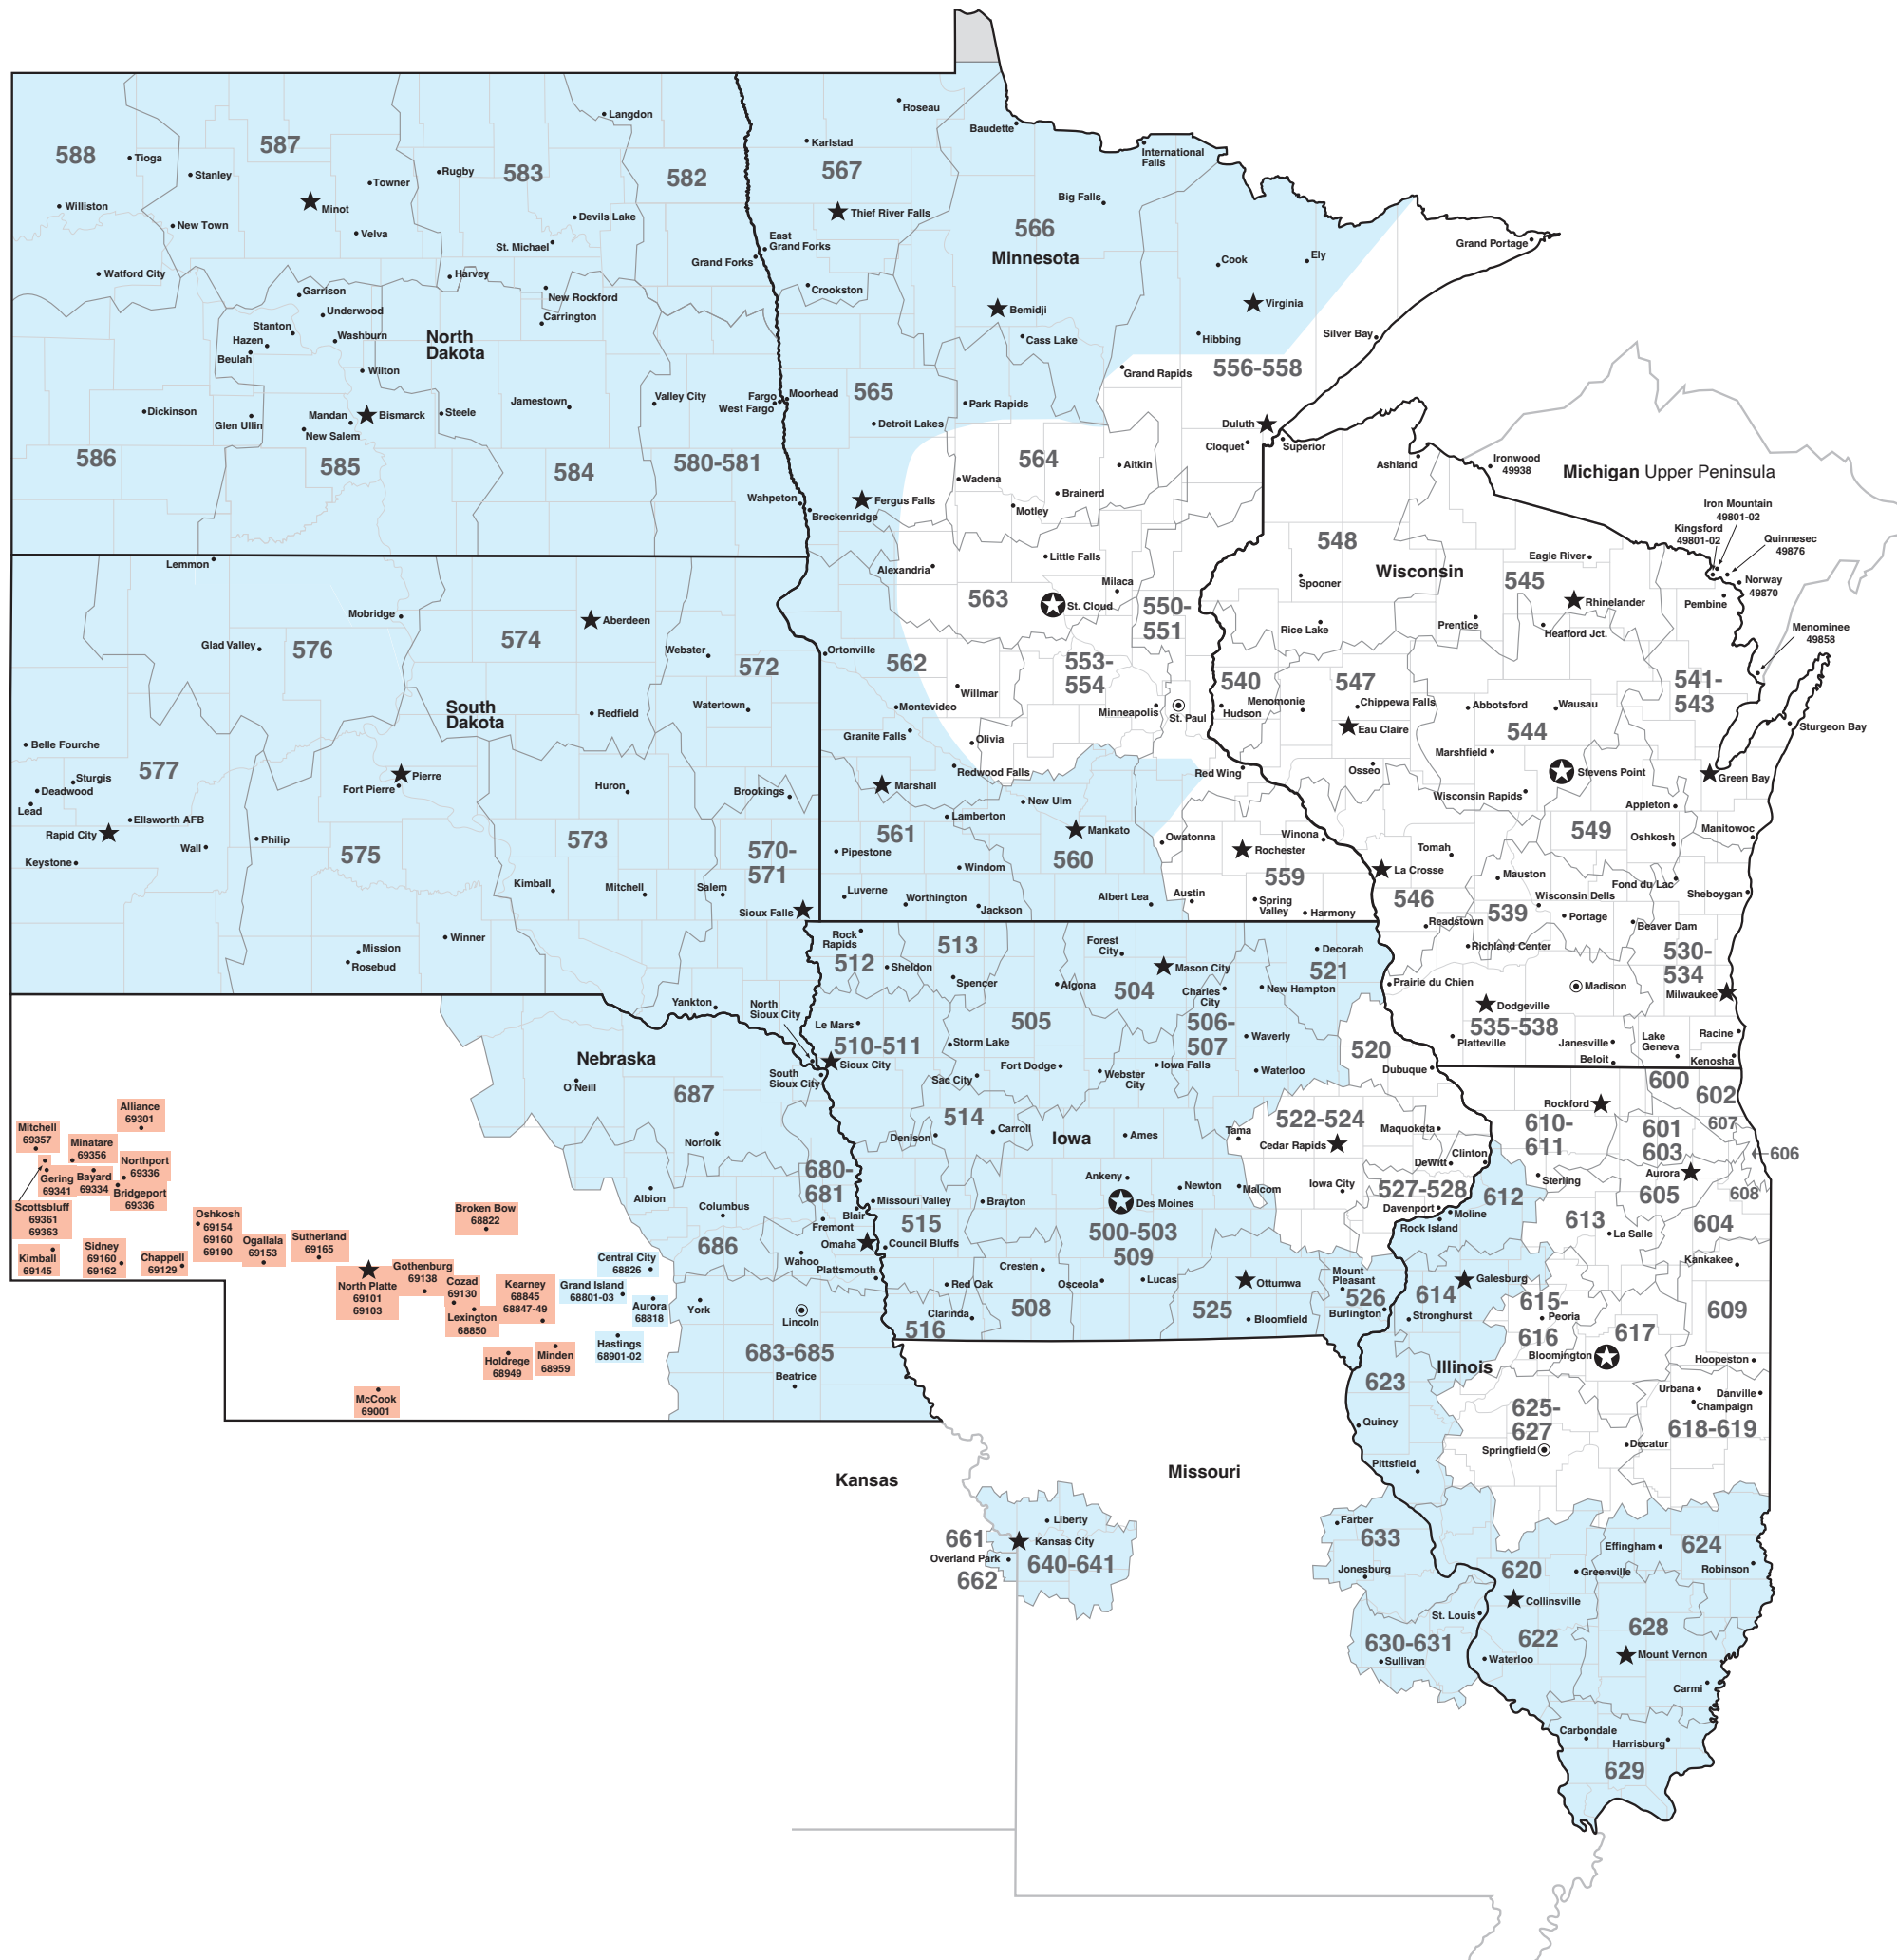 588
Tioga
Williston
Watford City
587
Stanley
New Town
Minot
Towner
Velva
Rugby
583
Langdon
Devils Lake
St. Michael
Harvey
New Rockford
Carrington
582
Grand Forks
Garrison
Underwood
Stanton
Hazen
Beulah
Washburn
Wilton
North
Dakota
Dickinson
Glen Ullin
Mandan
Bismarck
New Salem
Steele
Jamestown
Valley City
Fargo
West Fargo
586
585
584
580-581
Wahpeton
Roseau
Baudette
Karlstad
567
Thief River Falls
East
Grand Forks
Crookston
International
Falls
Big Falls
566
Minnesota
Bemidji
Cass Lake
Cook
Ely
Virginia
Hibbing
Grand Portage
Silver Bay
Grand Rapids
556-558
Moorhead
565
Park Rapids
Detroit Lakes
Duluth
Cloquet
Superior
564
Wadena
Aitkin
Brainerd
Motley
Fergus Falls
Breckenridge
Little Falls
Alexandria
Milaca
563
St. Cloud
550-
551
553-
554
Ortonville
562
Willmar
Montevideo
Minneapolis
St. Paul
Granite Falls
Olivia
Redwood Falls
Red Wing
Marshall
New Ulm
Lamberton
Mankato
561
560
Pipestone
Windom
Luverne
Worthington
Jackson
Albert Lea
Owatonna
Rochester
Winona
559
Austin
Spring
Valley
Harmony
Lemmon
Mobridge
Aberdeen
Glad Valley
576
574
Webster
572
South
Dakota
Redfield
Watertown
Belle Fourche
577
Sturgis
Deadwood
Lead
Ellsworth AFB
Rapid City
Wall
Keystone
Philip
Pierre
Fort Pierre
575
Huron
Brookings
573
570-
571
Kimball
Mitchell
Salem
Sioux Falls
Winner
Mission
Rosebud
Yankton
North
Sioux City
Ashland
Ironwood
49938
Michigan Upper Peninsula
Iron Mountain
49801-02
Kingsford
49801-02
Quinnesec
49876
Norway
49870
Pembine
Menominee
49858
548
Eagle River
Wisconsin
545
Spooner
Rhinelander
Rice Lake
Prentice
Heafford Jct.
540
547
541-
543
Menomonie
Hudson
Chippewa Falls
Eau Claire
Abbotsford
Wausau
544
Sturgeon Bay
Marshfield
Osseo
Stevens Point
Green Bay
Wisconsin Rapids
Appleton
549
Oshkosh
Manitowoc
Tomah
La Crosse
Mauston
Fond du Lac
Wisconsin Dells
Sheboygan
546
539
Portage
Readstown
Beaver Dam
Richland Center
530-
534
Prairie du Chien
Madison
Milwaukee
Dodgeville
535-538
Platteville
Janesville
Beloit
Lake
Geneva
Racine
Kenosha
Rock
Rapids
513
512
Sheldon
Spencer
Forest
City
Mason City
Algona
504
Charles
City
Decorah
521
New Hampton
Le Mars
510-511
Sioux City
505
506-
507
Waverly
Storm Lake
Fort Dodge
Sac City
Webster
City
Iowa Falls
Waterloo
520
Dubuque
514
Carroll
Denison
Iowa
Ames
Tama
522-524
Cedar Rapids
Maquoketa
DeWitt
Clinton
Ankeny
Newton
Malcom
Iowa City
527-528
Davenport
Missouri Valley
Brayton
Des Moines
515
500-503
509
Council Bluffs
Creston
Osceola
Lucas
Red Oak
Ottumwa
Mount
Pleasant
526
Burlington
508
525
Clarinda
516
Bloomfield
Nebraska
O'Neill
687
South
Sioux City
Norfolk
680-
681
Albion
Columbus
Blair
Fremont
Omaha
686
Wahoo
Plattsmouth
York
Lincoln
683-685
Beatrice
Central City
68826
Grand Island
68801-03
Aurora
68818
Hastings
68901-02
Alliance
69301
Mitchell
69357
Minatare
69356
Northport
69336
Gering
69341
Bayard
69334
Bridgeport
69336
Scottsbluff
69361
69363
Kimball
69145
Sidney
69160
69162
Chappell
69129
Oshkosh
69154
69160
69190
Ogallala
69153
Sutherland
69165
Broken Bow
68822
North Platte
69101
69103
Gothenburg
69138
Cozad
69130
Lexington
68850
Kearney
68845
68847-49
Holdrege
68949
Minden
68959
McCook
69001
600
602
Rockford
610-
611
601
603
607
606
Aurora
605
608
Sterling
612
Moline
Rock Island
613
La Salle
604
Kankakee
Galesburg
614
Stronghurst
615-
616
Peoria
617
609
Bloomington
Hoopeston
Illinois
623
Urbana
Danville
Champaign
625-
627
618-619
Quincy
Springfield
Decatur
Pittsfield
Kansas
Missouri
Liberty
661
Kansas City
Overland Park
640-641
662
Farber
633
Jonesburg
624
Effingham
Robinson
620
Greenville
Collinsville
St. Louis
630-631
Sullivan
622
628
Waterloo
Mount Vernon
Carmi
Carbondale
Harrisburg
629